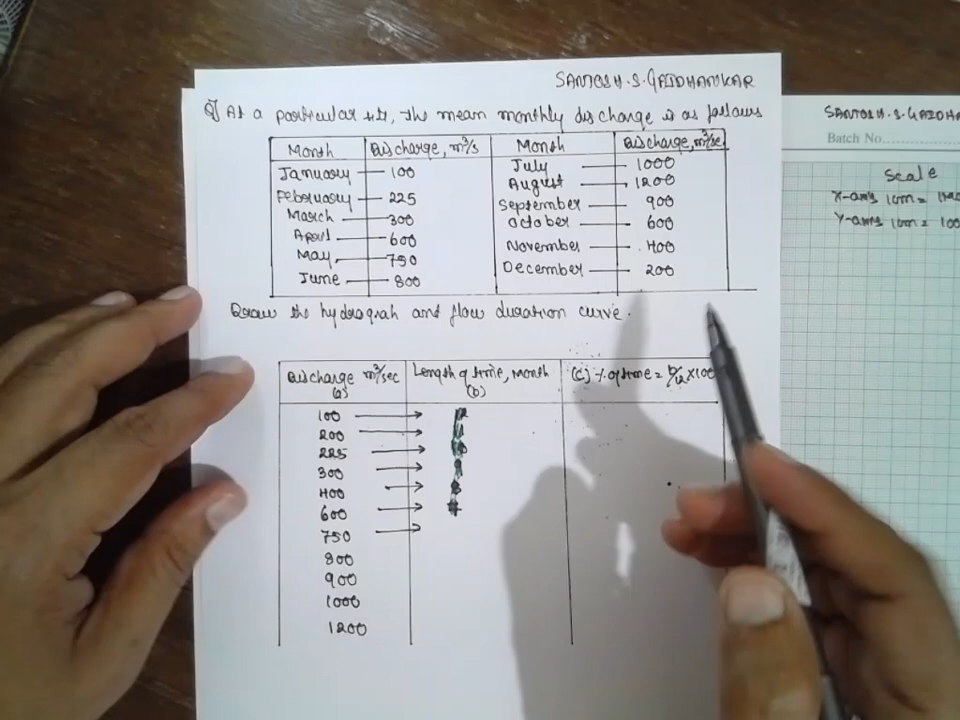 SANTOSH.S.GAIDHANKAR
Q) At a particular site, the mean monthly discharge is as follows
Month Discharge, m³/s Month Discharge, m³/sec
January 100 July 1000
February 225 August 1200
March 300 September 900
April 600 October 600
May 750 November 400
June 800 December 200
Draw the hydrograph and flow duration curve.
Discharge m³/sec Length of time, Month (c) % of time = b/12 × 100
(a) (b)
100
200
225
300
400
600
750
800
900
1000
1200
SANTOSH.S.GAIDHA
Batch No.
Scale
X-axis 1cm =
Y-axis 1cm = 100